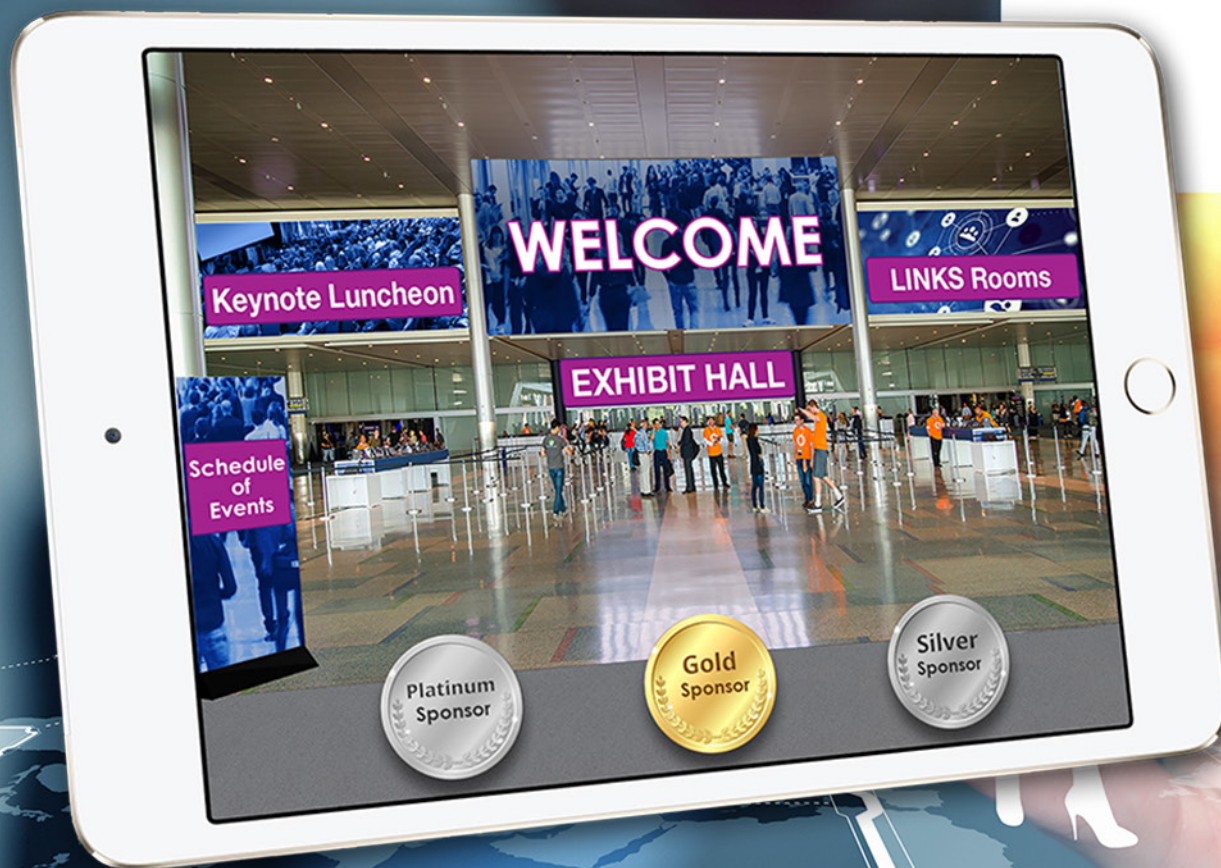 WELCOME
Keynote Luncheon
LINKS Rooms
EXHIBIT HALL
Schedule
of
Events
Platinum
Sponsor
Gold
Sponsor
Silver
Sponsor